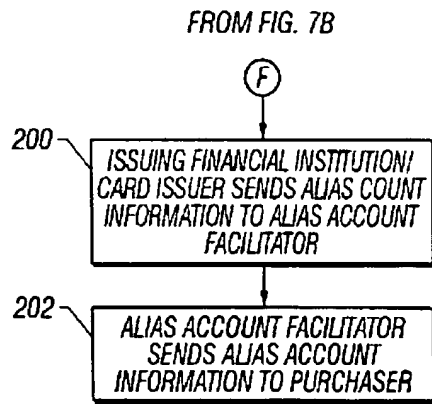 FROM FIG. 7B
F
200
ISSUING FINANCIAL INSTITUTION/
CARD ISSUER SENDS ALIAS COUNT
INFORMATION TO ALIAS ACCOUNT
FACILITATOR
202
ALIAS ACCOUNT FACILITATOR
SENDS ALIAS ACCOUNT
INFORMATION TO PURCHASER